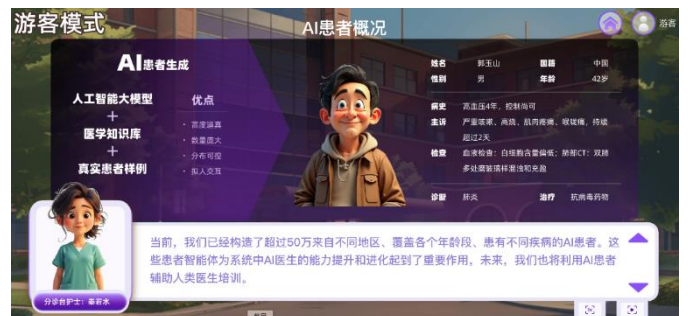 游客模式
AI患者概况
游客
AI患者生成
人工智能大模型
+
医学知识库
+
真实患者样例
优点
· 高度逼真
· 数量庞大
· 分布可控
· 拟人交互
姓名 郭玉山 国籍 中国
性别 男 年龄 42岁
病史 高血压4年，控制尚可
主诉 严重咳嗽、高烧、肌肉疼痛、喉咙痛，持续
超过2天
检查 血液检查：白细胞含量偏低；肺部CT：双肺
多处磨玻璃样混浊和充盈
诊断 肺炎 治疗 抗病毒药物
当前，我们已经构造了超过50万来自不同地区、覆盖各个年龄段、患有不同疾病的AI患者。这
些患者智能体为系统中AI医生的能力提升和进化起到了重要作用，未来，我们也将利用AI患者
辅助人类医生培训。
分诊台护士：秦若水